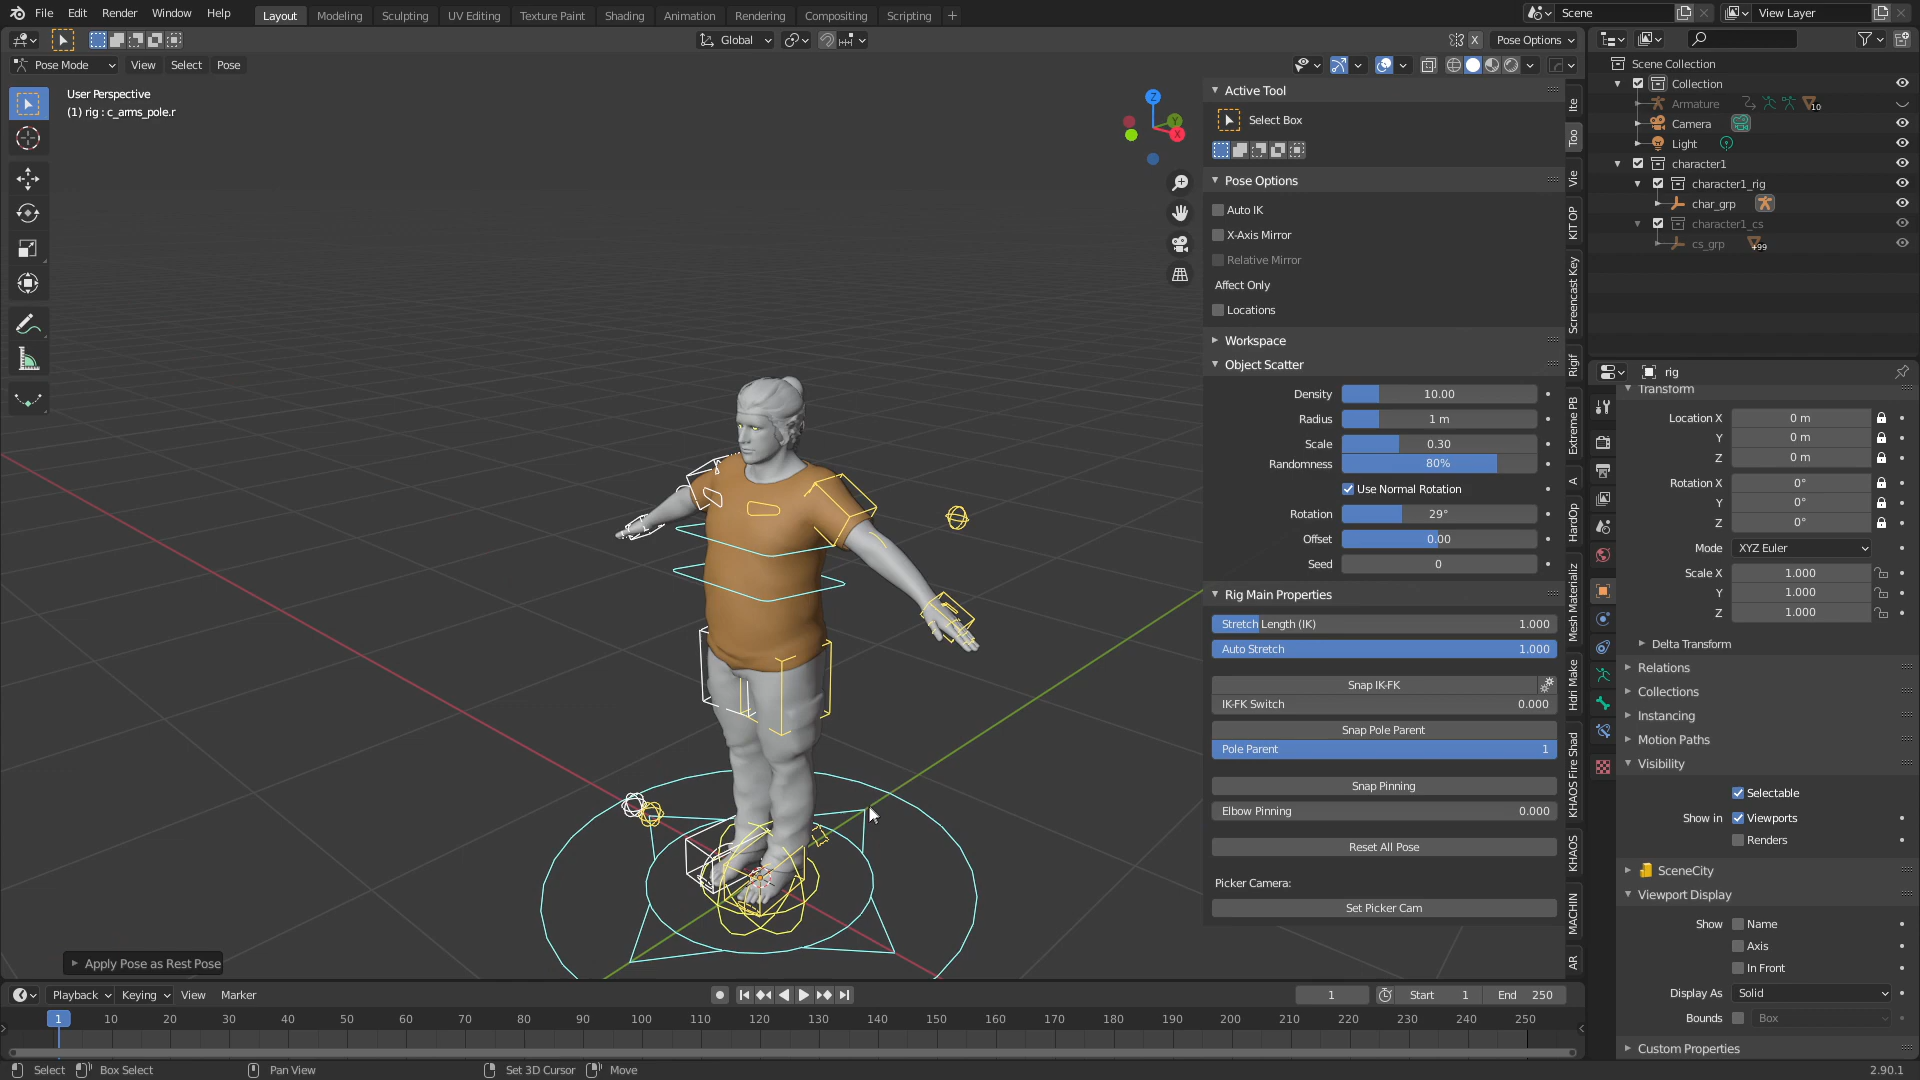 File Edit Render Window Help Layout Modeling Sculpting UV Editing Texture Paint Shading Animation Rendering Compositing Scripting + Scene View Layer
Global X Pose Options
Pose Mode View Select Pose
User Perspective
(1) rig : c_arms_pole.r
Z
Y
X
Active Tool
Select Box
Pose Options
Auto IK
X-Axis Mirror
Relative Mirror
Affect Only
Locations
Workspace
Object Scatter
Density 10.00
Radius 1 m
Scale 0.30
Randomness 80%
Use Normal Rotation
Rotation 29°
Offset 0.00
Seed 0
Rig Main Properties
Stretch Length (IK) 1.000
Auto Stretch 1.000
Snap IK-FK
IK-FK Switch 0.000
Snap Pole Parent
Pole Parent 1
Snap Pinning
Elbow Pinning 0.000
Reset All Pose
Picker Camera:
Set Picker Cam
Ite
Too
Vie
KIT OP
Screencast Key
Rigif
Extreme PB
A
HardOp
Mesh Materializ
Hdri Make
KHAOS Fire Shad
KHAOS
MACHIN
AR
Scene Collection
Collection
Armature 10
Camera
Light
character1
character1_rig
char_grp
character1_cs
cs_grp +99
rig
Transform
Location X 0 m
Y 0 m
Z 0 m
Rotation X 0°
Y 0°
Z 0°
Mode XYZ Euler
Scale X 1.000
Y 1.000
Z 1.000
Delta Transform
Relations
Collections
Instancing
Motion Paths
Visibility
Selectable
Show in Viewports
Renders
SceneCity
Viewport Display
Show Name
Axis
In Front
Display As Solid
Bounds Box
Custom Properties
Apply Pose as Rest Pose
Playback Keying View Marker 1 Start 1 End 250
1 10 20 30 40 50 60 70 80 90 100 110 120 130 140 150 160 170 180 190 200 210 220 230 240 250
Select Box Select Pan View Set 3D Cursor Move 2.90.1